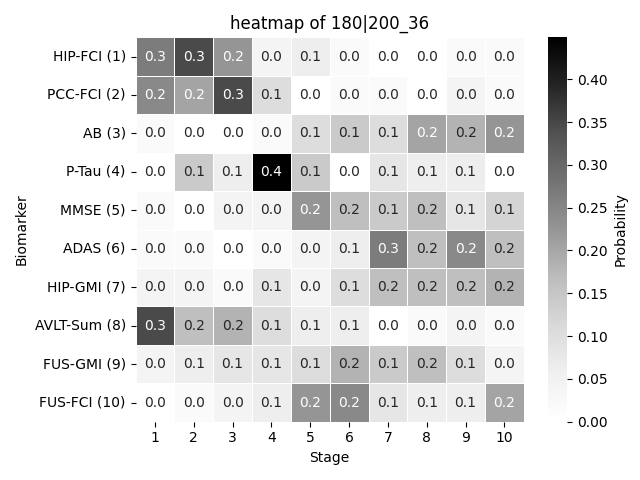 heatmap of 180|200_36
HIP-FCI (1) 0.3 0.3 0.2 0.0 0.1 0.0 0.0 0.0 0.0 0.0
PCC-FCI (2) 0.2 0.2 0.3 0.1 0.0 0.0 0.0 0.0 0.0 0.0
AB (3) 0.0 0.0 0.0 0.0 0.1 0.1 0.1 0.2 0.2 0.2
P-Tau (4) 0.0 0.1 0.1 0.4 0.1 0.0 0.1 0.1 0.1 0.0
MMSE (5) 0.0 0.0 0.0 0.0 0.2 0.2 0.1 0.2 0.1 0.1
ADAS (6) 0.0 0.0 0.0 0.0 0.0 0.1 0.3 0.2 0.2 0.2
HIP-GMI (7) 0.0 0.0 0.0 0.1 0.0 0.1 0.2 0.2 0.2 0.2
AVLT-Sum (8) 0.3 0.2 0.2 0.1 0.1 0.1 0.0 0.0 0.0 0.0
FUS-GMI (9) 0.0 0.1 0.1 0.1 0.1 0.2 0.1 0.2 0.1 0.0
FUS-FCI (10) 0.0 0.0 0.0 0.1 0.2 0.2 0.1 0.1 0.1 0.2
1 2 3 4 5 6 7 8 9 10
Stage
Biomarker
0.40
0.35
0.30
0.25
0.20
0.15
0.10
0.05
0.00
Probability